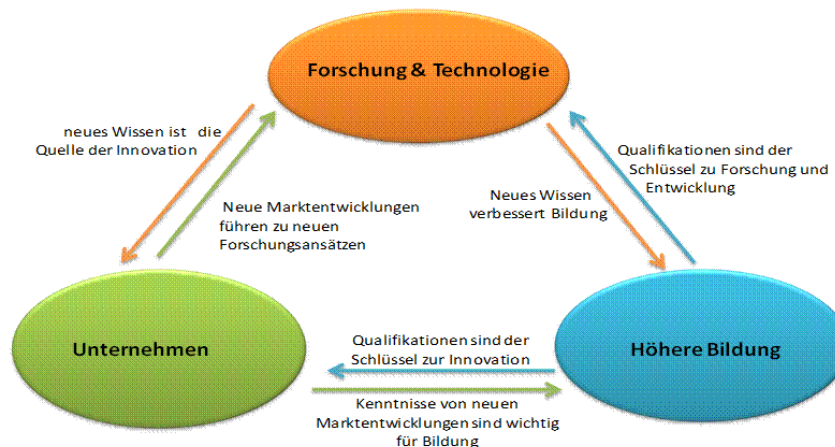 Forschung & Technologie
neues Wissen ist die
Quelle der Innovation
Qualifikationen sind der
Schlüssel zu Forschung und
Entwicklung
Neue Marktentwicklungen
führen zu neuen
Forschungsansätzen
Neues Wissen
verbessert Bildung
Unternehmen
Qualifikationen sind der
Schlüssel zur Innovation
Höhere Bildung
Kenntnisse von neuen
Marktentwicklungen sind wichtig
für Bildung